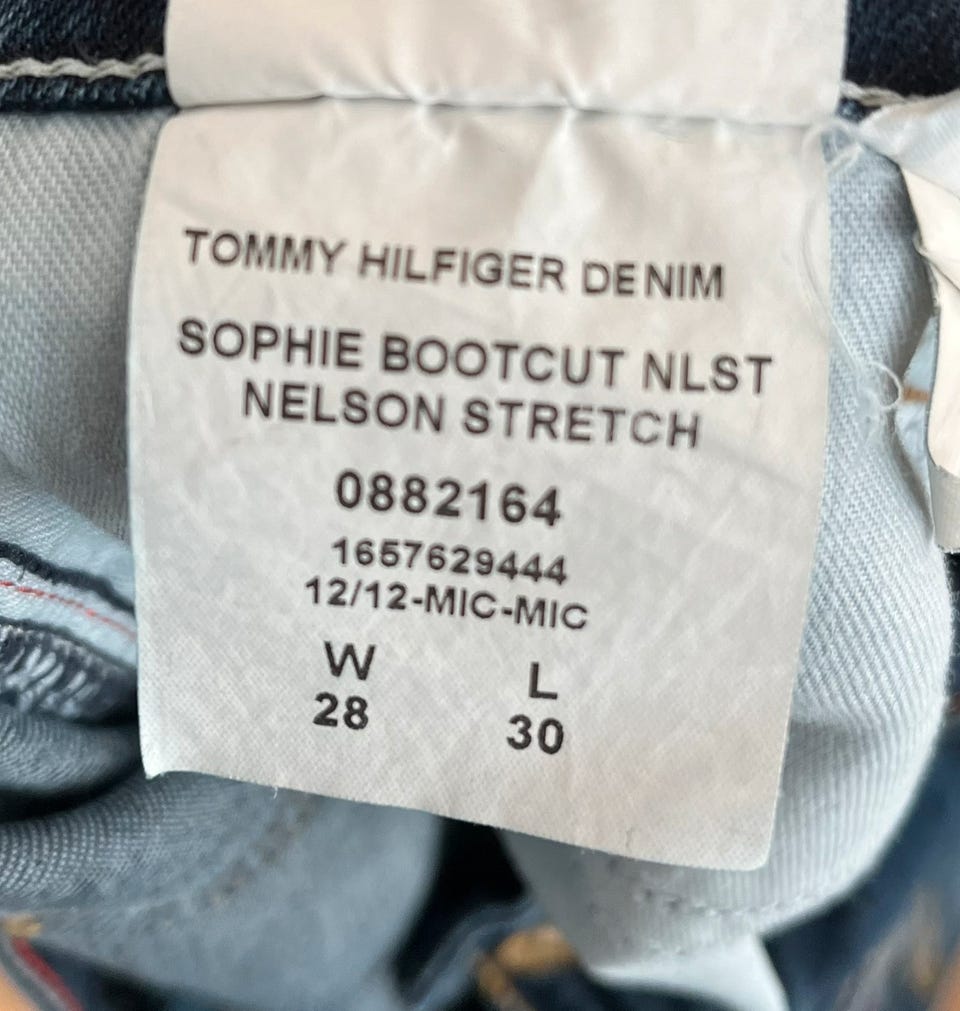 TOMMY HILFIGER DENIM
SOPHIE BOOTCUT NLST
NELSON STRETCH
0882164
1657629444
12/12-MIC-MIC
W L
28 30